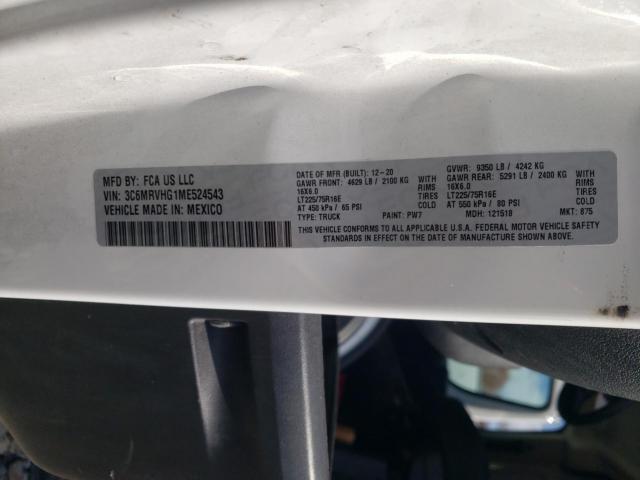 MFD BY: FCA US LLC
VIN: 3C6MRVHG1ME524543
VEHICLE MADE IN: MEXICO
DATE OF MFR (BUILT): 12-20 GVWR: 9350 LB / 4242 KG
GAWR FRONT: 4629 LB / 2100 KG WITH GAWR REAR: 5291 LB / 2400 KG WITH
16X6.0 RIMS 16X6.0 RIMS
LT225/75R16E WITH LT225/75R16E WITH
AT 450 kPa / 65 PSI COLD AT 550 kPa / 80 PSI COLD
TYPE: TRUCK PAINT: PW7 MDH: 121518 MKT: 875
THIS VEHICLE CONFORMS TO ALL APPLICABLE U.S.A. FEDERAL MOTOR VEHICLE SAFETY
STANDARDS IN EFFECT ON THE DATE OF MANUFACTURE SHOWN ABOVE.